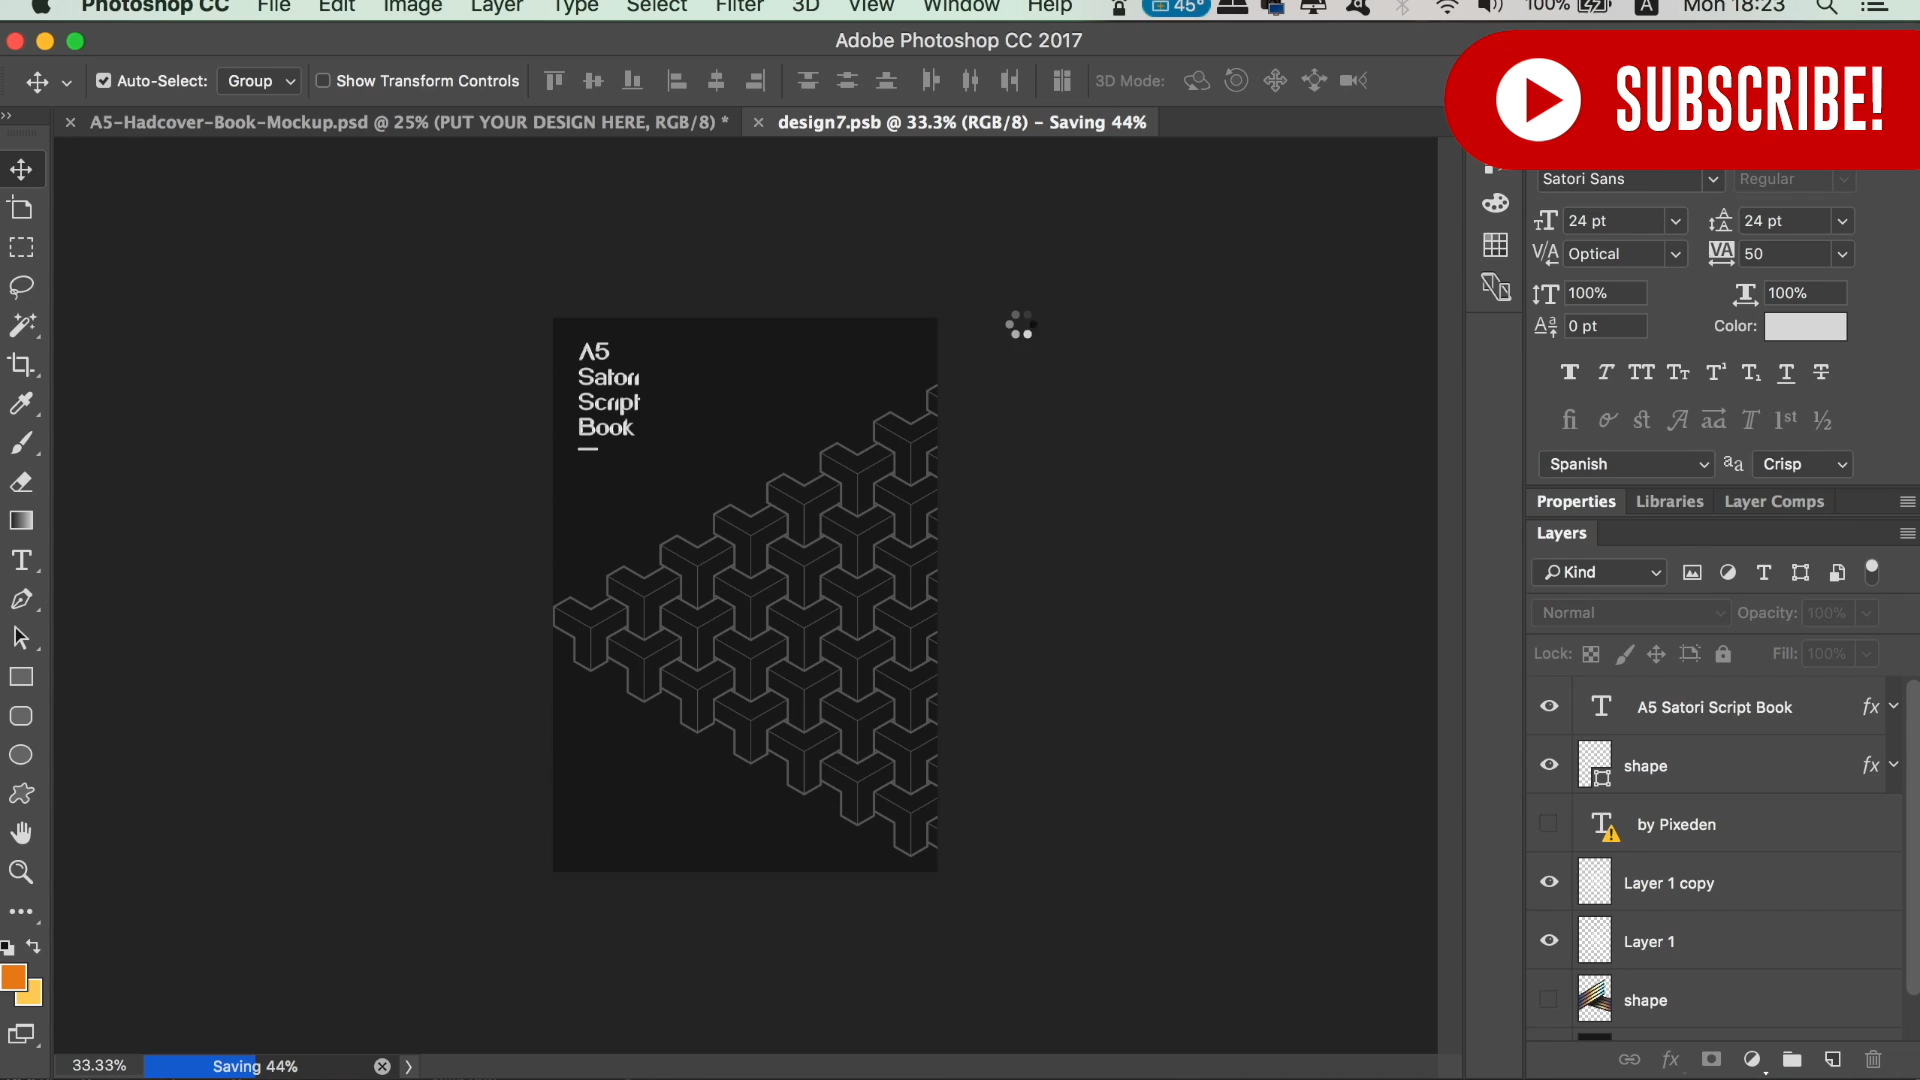 Photoshop CC File Edit Image Layer Type Select Filter 3D View Window Help 45° 100% A Mon 18:23
Adobe Photoshop CC 2017
SUBSCRIBE!
Auto-Select: Group Show Transform Controls 3D Mode:
A5-Hadcover-Book-Mockup.psd @ 25% (PUT YOUR DESIGN HERE, RGB/8) *
design7.psb @ 33.3% (RGB/8) – Saving 44%
Satori Sans Regular
24 pt 24 pt
Optical 50
100% 100%
0 pt Color:
Spanish Crisp
Properties Libraries Layer Comps
Layers
Kind
Normal Opacity: 100%
Lock: Fill: 100%
A5 Satori Script Book fx
shape fx
by Pixeden
Layer 1 copy
Layer 1
shape
A5
Satori
Script
Book
33.33% Saving 44%